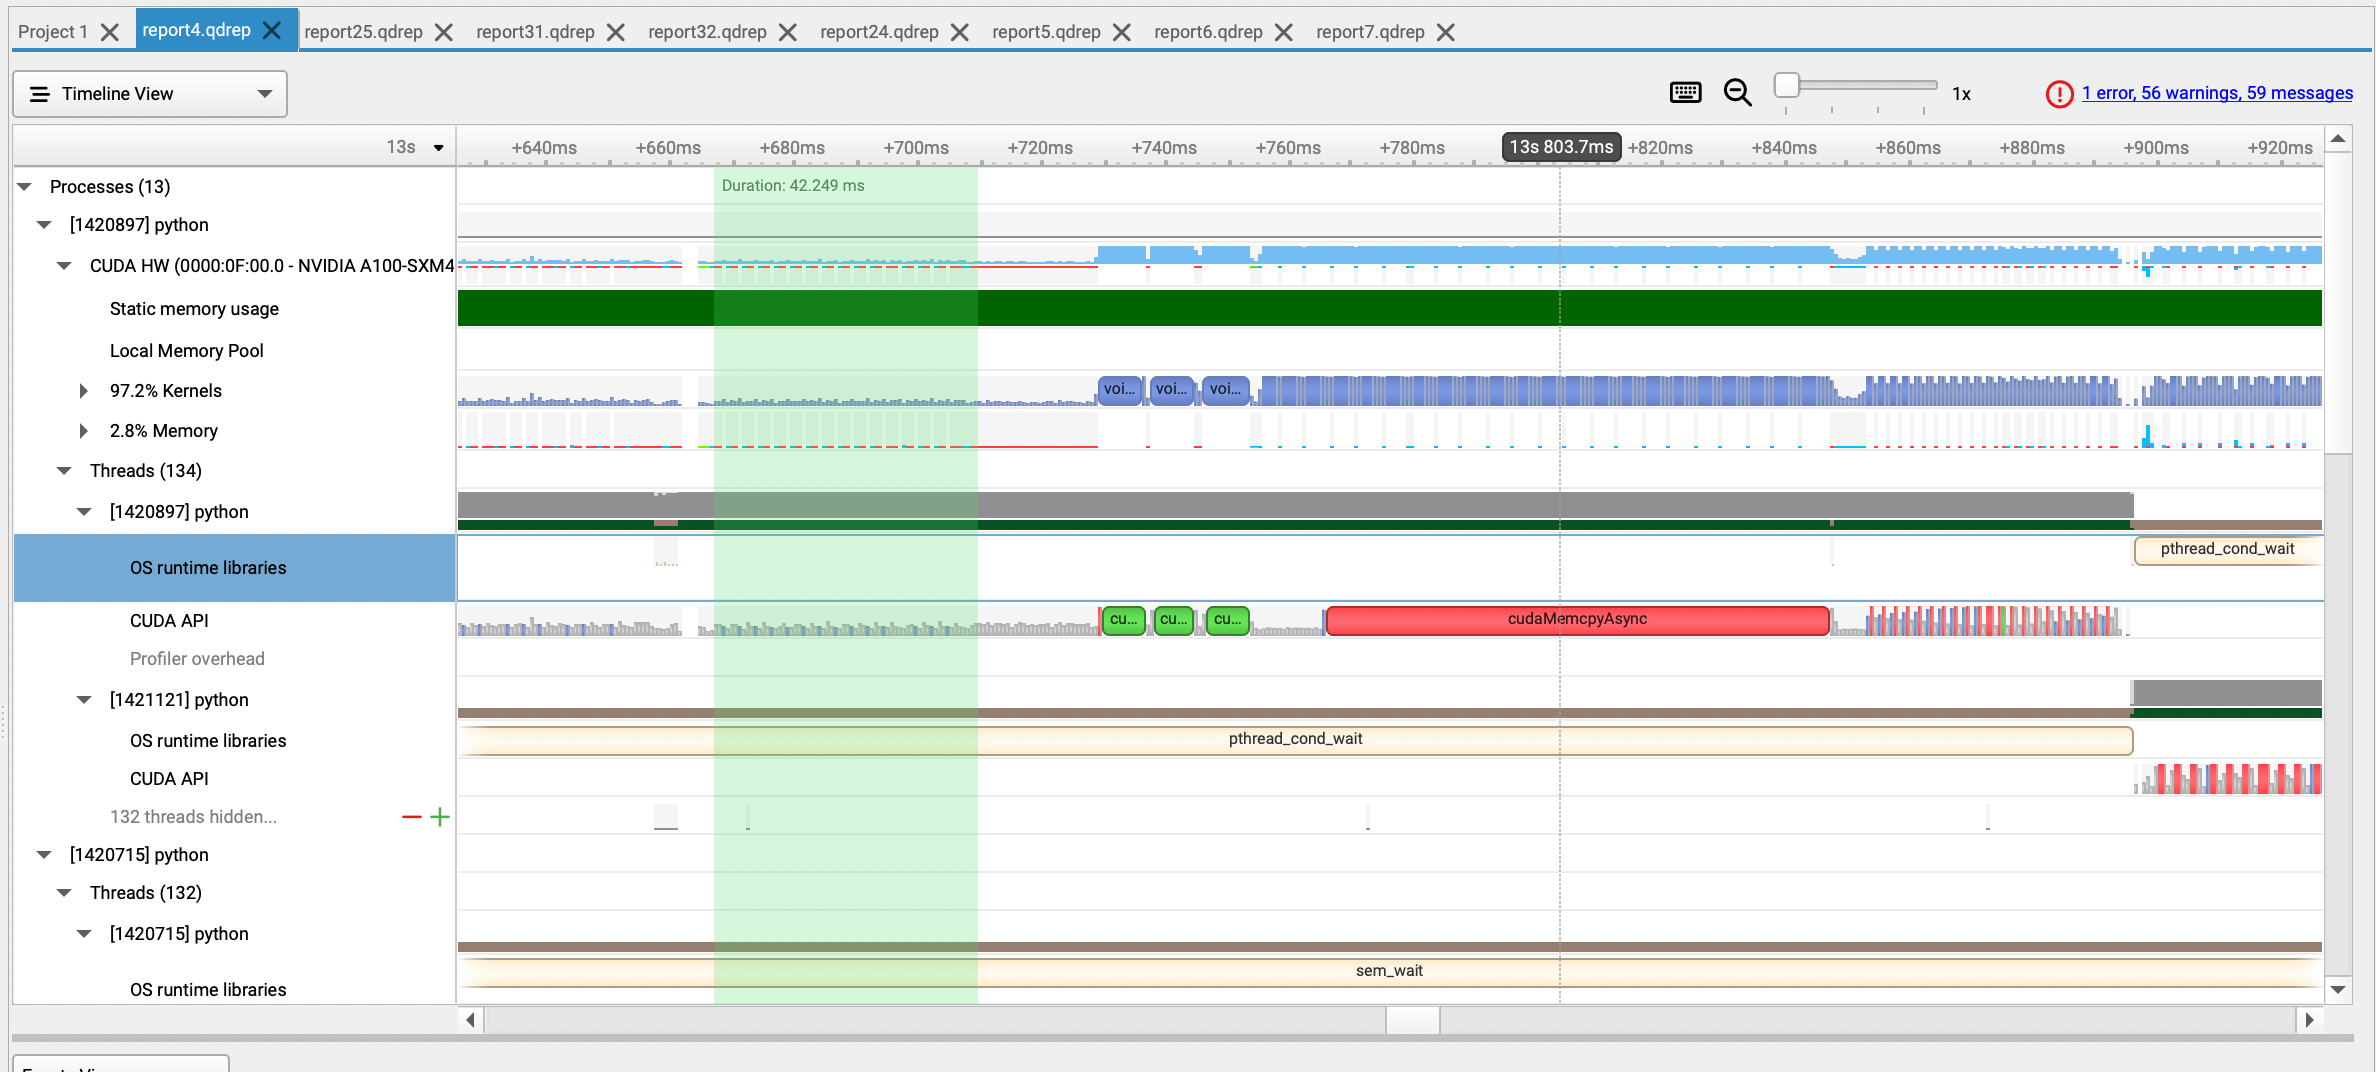 Project 1 report4.qdrep report25.qdrep report31.qdrep report32.qdrep report24.qdrep report5.qdrep report6.qdrep report7.qdrep
Timeline View 1x 1 error, 56 warnings, 59 messages
13s +640ms +660ms +680ms +700ms +720ms +740ms +760ms +780ms 13s 803.7ms +820ms +840ms +860ms +880ms +900ms +920ms
Processes (13) Duration: 42.249 ms
[1420897] python
CUDA HW (0000:0F:00.0 - NVIDIA A100-SXM4
Static memory usage
Local Memory Pool
97.2% Kernels voi... voi... voi...
2.8% Memory
Threads (134)
[1420897] python
pthread_cond_wait
OS runtime libraries
CUDA API cu... cu... cu... cudaMemcpyAsync
Profiler overhead
[1421121] python
OS runtime libraries pthread_cond_wait
CUDA API
132 threads hidden...
[1420715] python
Threads (132)
[1420715] python
sem_wait
OS runtime libraries